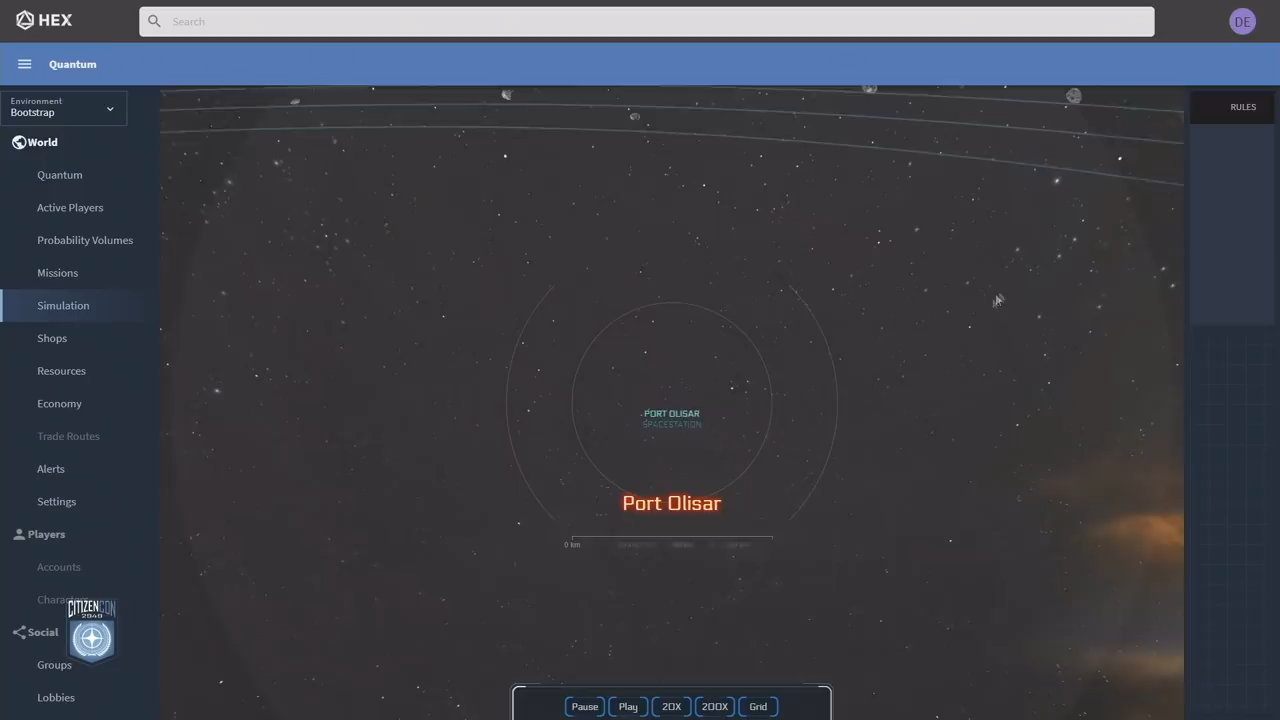 HEX
Search
DE
Quantum
Environment
Bootstrap
RULES
World
Quantum
Active Players
Probability Volumes
Missions
Simulation
Shops
Resources
Economy
Trade Routes
Alerts
Settings
Players
Accounts
CITIZENCON
2949
Social
Groups
Lobbies
PORT OLISAR
SPACESTATION
Port Olisar
0 km
Pause
Play
20X
200X
Grid